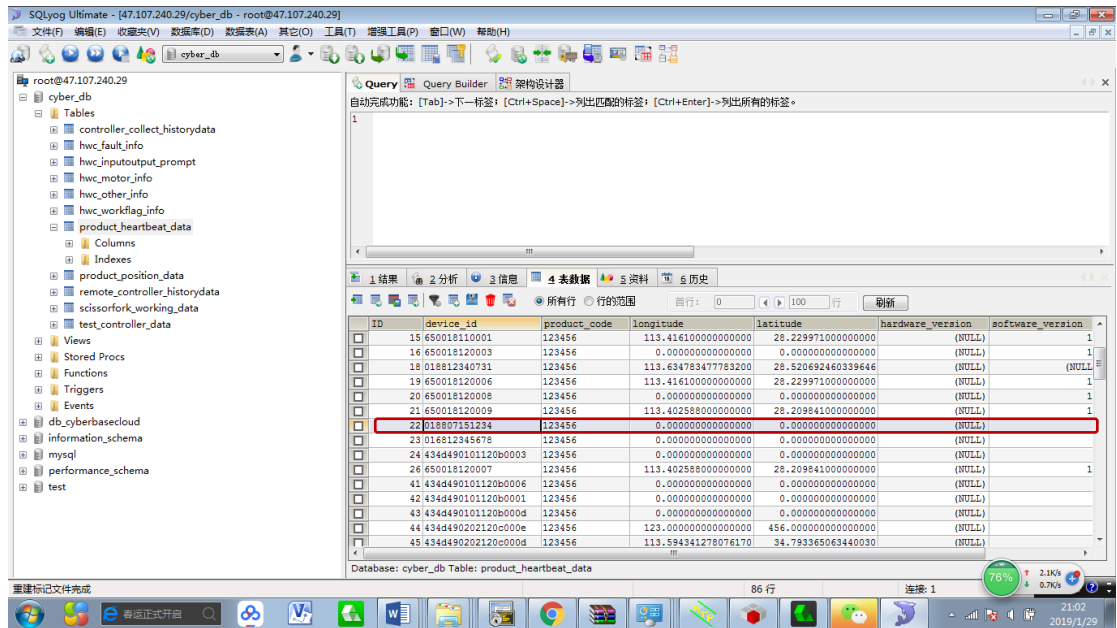 SQLyog Ultimate - [47.107.240.29/cyber_db - root@47.107.240.29]
文件(F) 编辑(E) 收藏夹(V) 数据库(D) 数据表(A) 其它(O) 工具(T) 增强工具(P) 窗口(W) 帮助(H)
cyber_db
root@47.107.240.29
cyber_db
Tables
controller_collect_historydata
hwc_fault_info
hwc_inputoutput_prompt
hwc_motor_info
hwc_other_info
hwc_workflag_info
product_heartbeat_data
Columns
Indexes
product_position_data
remote_controller_historydata
scissorfork_working_data
test_controller_data
Views
Stored Procs
Functions
Triggers
Events
db_cyberbasecloud
information_schema
mysql
performance_schema
test
Query Query Builder 架构设计器
自动完成功能: [Tab]->下一标签; [Ctrl+Space]->列出匹配的标签; [Ctrl+Enter]->列出所有的标签。
1
1 结果 2 分析 3 信息 4 表数据 5 资料 6 历史
所有行 行的范围 首行: 0 100 行 刷新
ID device_id product_code longitude latitude hardware_version software_version
15 650018110001 123456 113.416100000000000 28.229971000000000 (NULL) 1
16 650018120003 123456 0.000000000000000 0.000000000000000 (NULL) 1
18 018812340731 123456 113.634783477783200 28.520692460339646 (NULL) (NULL
19 650018120006 123456 113.416100000000000 28.229971000000000 (NULL) 1
20 650018120008 123456 0.000000000000000 0.000000000000000 (NULL) 1
21 650018120009 123456 113.402588000000000 28.209841000000000 (NULL) 1
22 018807151234 123456 0.000000000000000 0.000000000000000 (NULL)
23 016812345678 123456 0.000000000000000 0.000000000000000 (NULL)
24 434d490101120b0003 123456 0.000000000000000 0.000000000000000 (NULL)
26 650018120007 123456 113.402588000000000 28.209841000000000 (NULL) 1
41 434d490101120b0006 123456 0.000000000000000 0.000000000000000 (NULL)
42 434d490101120b0001 123456 0.000000000000000 0.000000000000000 (NULL)
43 434d490101120b000d 123456 0.000000000000000 0.000000000000000 (NULL)
44 434d490202120c000e 123456 123.000000000000000 456.000000000000000 (NULL)
45 434d490202120c000d 123456 113.594341278076170 34.793365063440030 (NULL)
Database: cyber_db Table: product_heartbeat_data
重建标记文件完成 86 行 连接: 1
76% 2.1K/s
0.7K/s
春运正式开启
21:02
2019/1/29